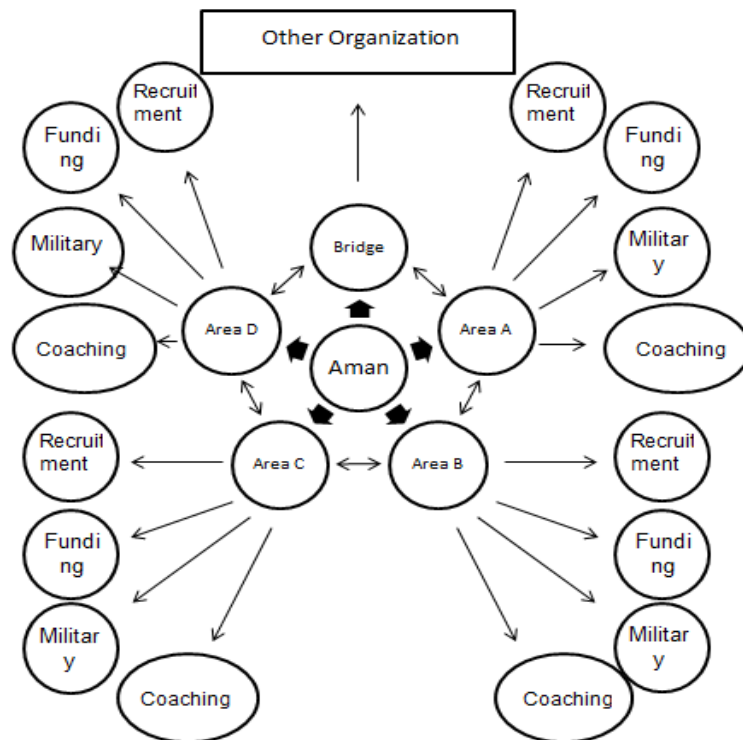 Other Organization
Recruit
ment
Recruit
ment
Fundi
ng
Fundi
ng
Military
Bridge
Militar
y
Area D
Area A
Coaching
Aman
Coaching
Recruit
ment
Area C
Area B
Recruit
ment
Fundi
ng
Fundi
ng
Militar
y
Militar
y
Coaching
Coaching